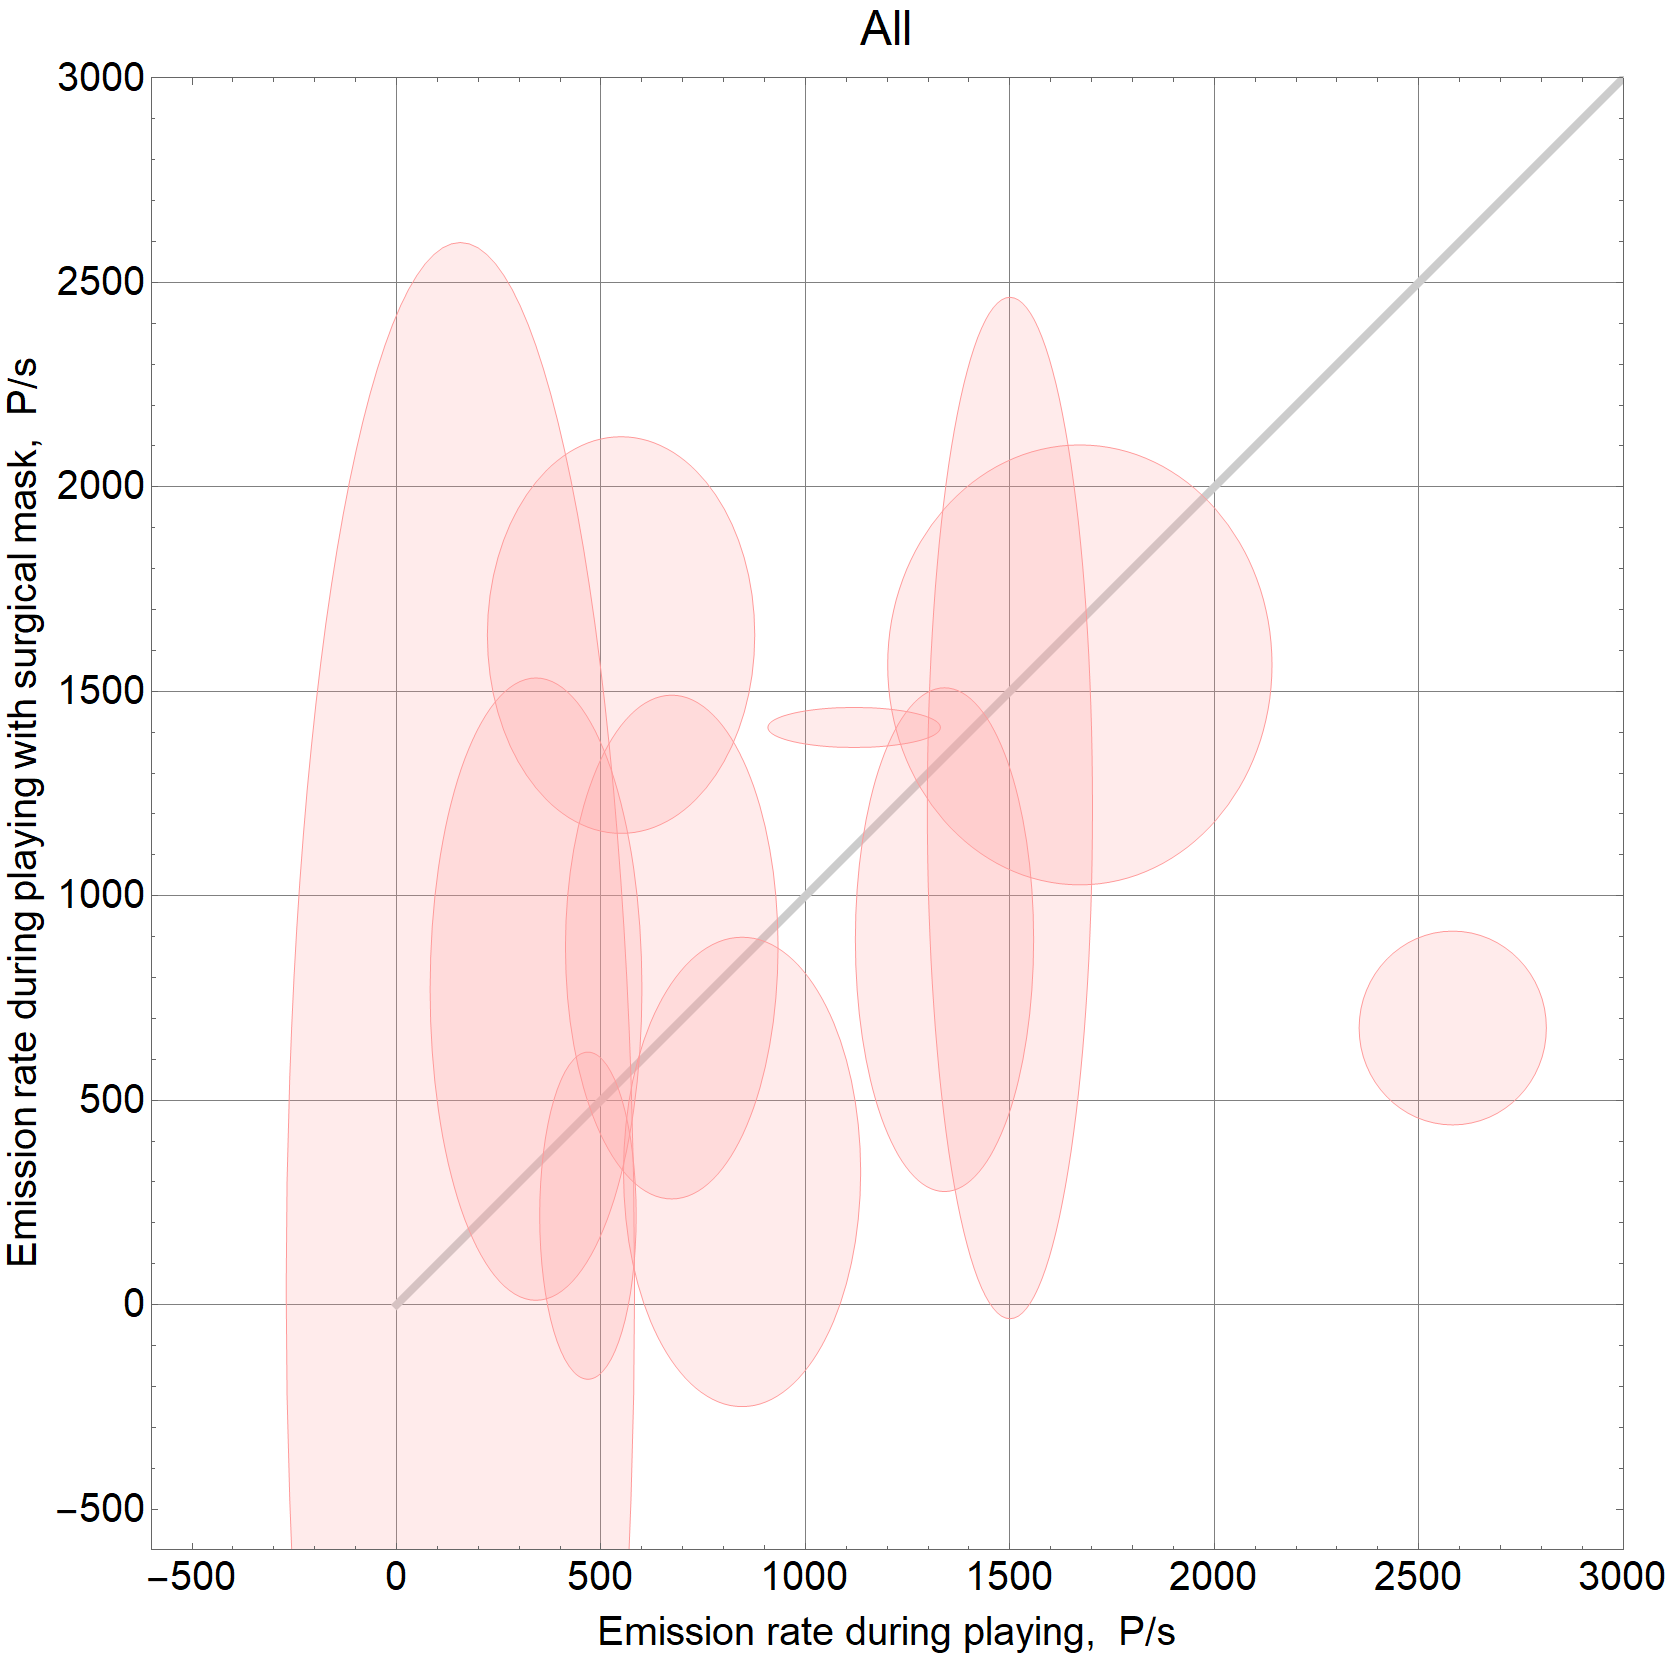 All
3000
2500
2000
1500
1000
500
0
−500
Emission rate during playing with surgical mask,  P/s
−500 0 500 1000 1500 2000 2500 3000
Emission rate during playing,  P/s